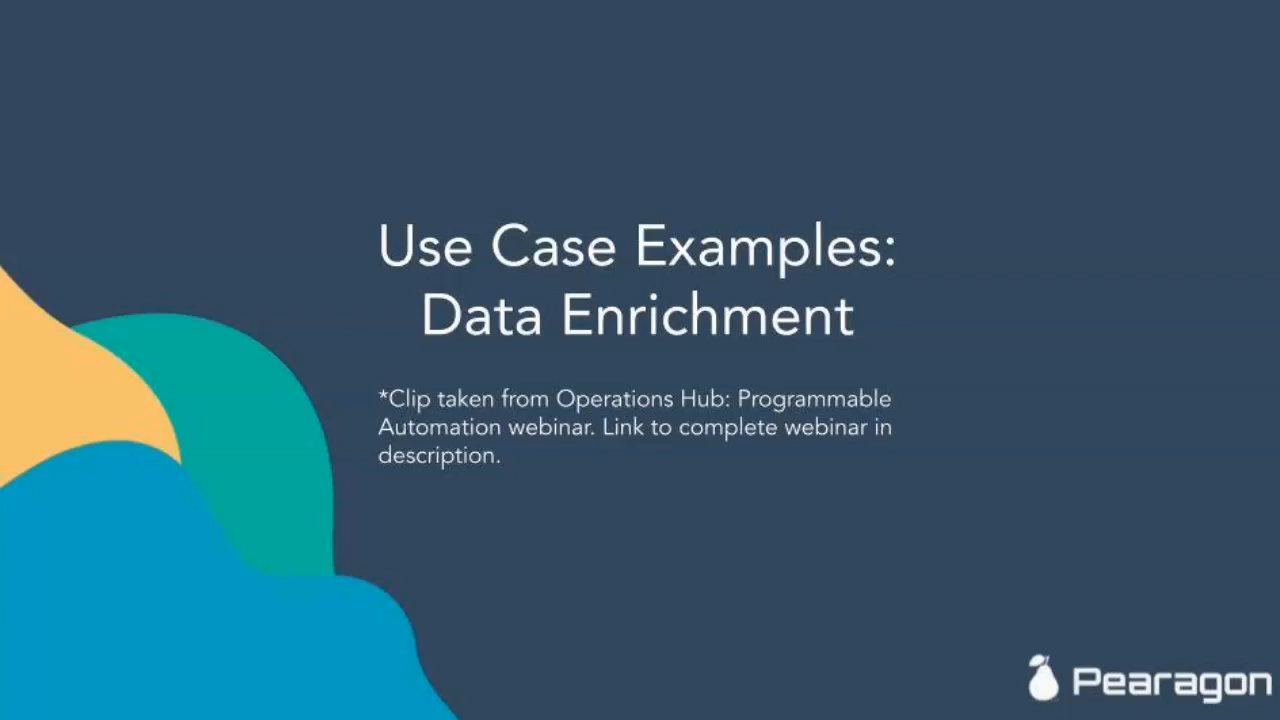 Use Case Examples:
Data Enrichment
*Clip taken from Operations Hub: Programmable
Automation webinar. Link to complete webinar in
description.
Pearagon